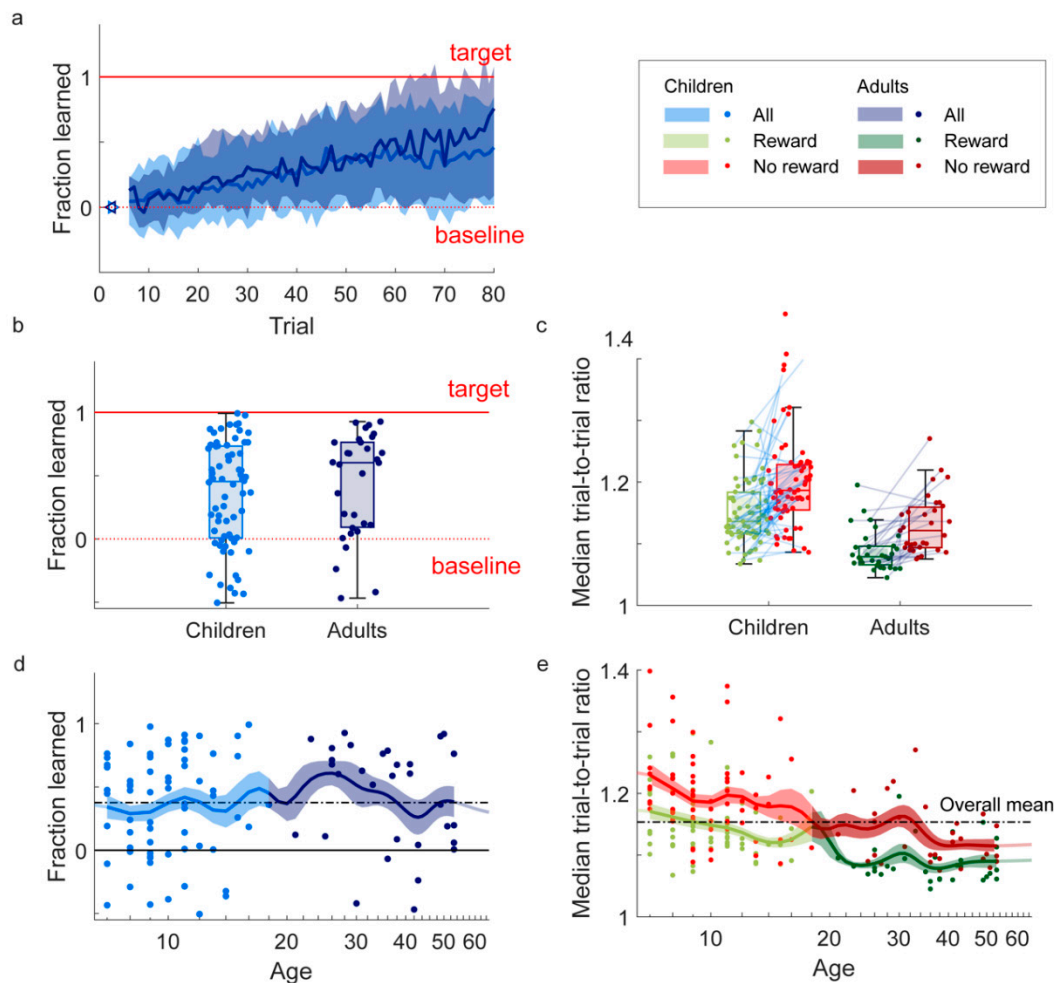 a
Fraction learned
1
0
target
baseline
0 10 20 30 40 50 60 70 80
Trial
Children Adults
All All
Reward Reward
No reward No reward
b
Fraction learned
1
0
target
baseline
Children Adults
c
Median trial-to-trial ratio
1.4
1.2
1
Children Adults
d
Fraction learned
1
0
10 20 30 40 50 60
Age
e
Median trial-to-trial ratio
1.4
1.2
1
Overall mean
10 20 30 40 50 60
Age